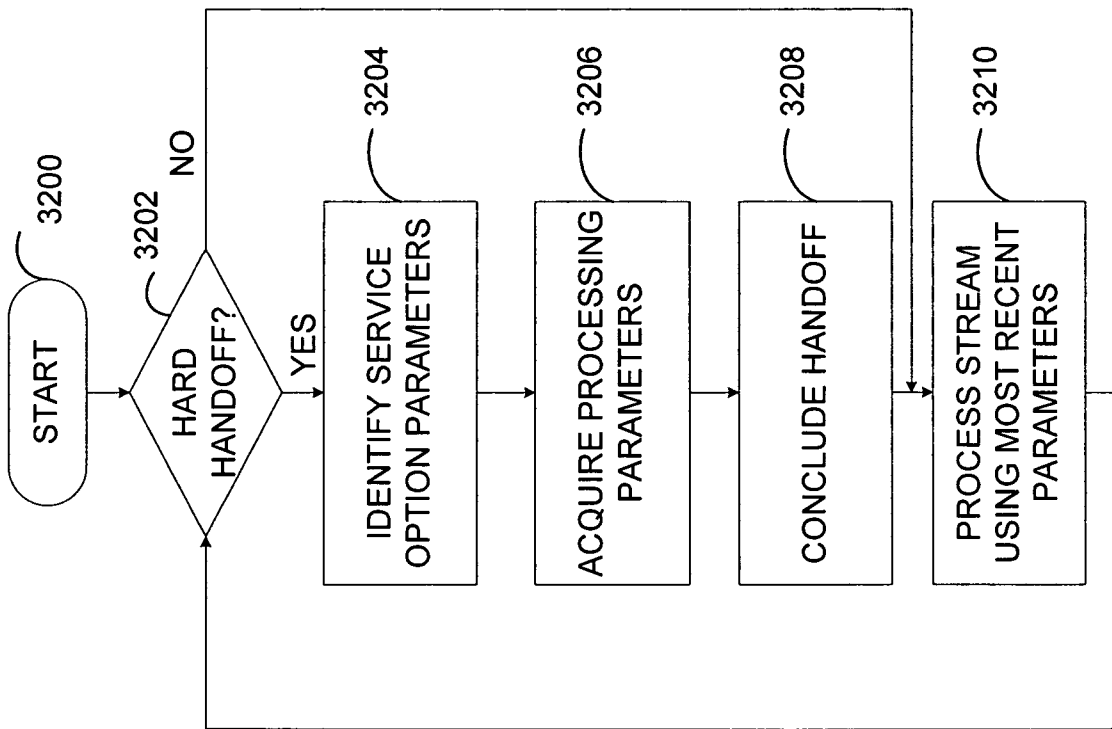 START
3200
HARD
HANDOFF?
3202
NO
YES
IDENTIFY SERVICE
OPTION PARAMETERS
3204
ACQUIRE PROCESSING
PARAMETERS
3206
CONCLUDE HANDOFF
3208
PROCESS STREAM
USING MOST RECENT
PARAMETERS
3210